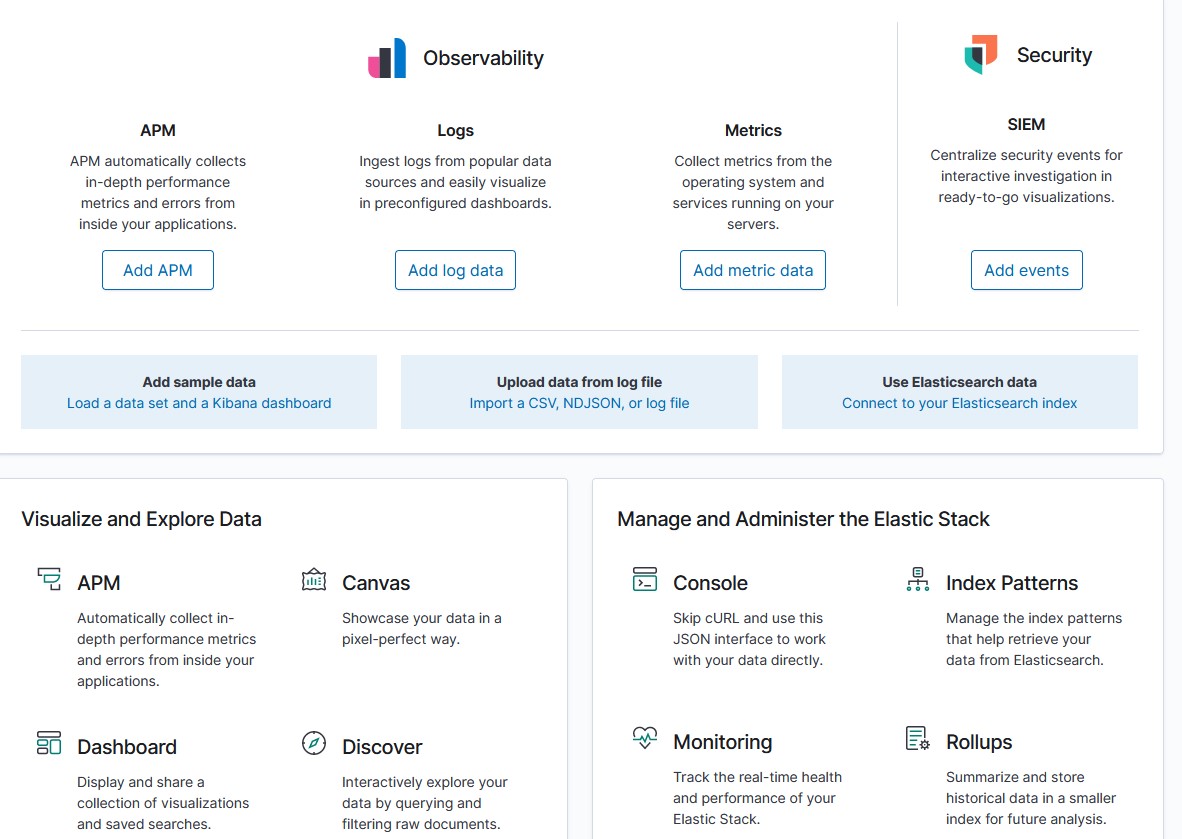 Observability
Security
APM
APM automatically collects
in-depth performance
metrics and errors from
inside your applications.
Add APM
Logs
Ingest logs from popular data
sources and easily visualize
in preconfigured dashboards.
Add log data
Metrics
Collect metrics from the
operating system and
services running on your
servers.
Add metric data
SIEM
Centralize security events for
interactive investigation in
ready-to-go visualizations.
Add events
Add sample data
Load a data set and a Kibana dashboard
Upload data from log file
Import a CSV, NDJSON, or log file
Use Elasticsearch data
Connect to your Elasticsearch index
Visualize and Explore Data
APM
Automatically collect in-
depth performance metrics
and errors from inside your
applications.
Canvas
Showcase your data in a
pixel-perfect way.
Dashboard
Display and share a
collection of visualizations
and saved searches.
Discover
Interactively explore your
data by querying and
filtering raw documents.
Manage and Administer the Elastic Stack
Console
Skip cURL and use this
JSON interface to work
with your data directly.
Index Patterns
Manage the index patterns
that help retrieve your
data from Elasticsearch.
Monitoring
Track the real-time health
and performance of your
Elastic Stack.
Rollups
Summarize and store
historical data in a smaller
index for future analysis.